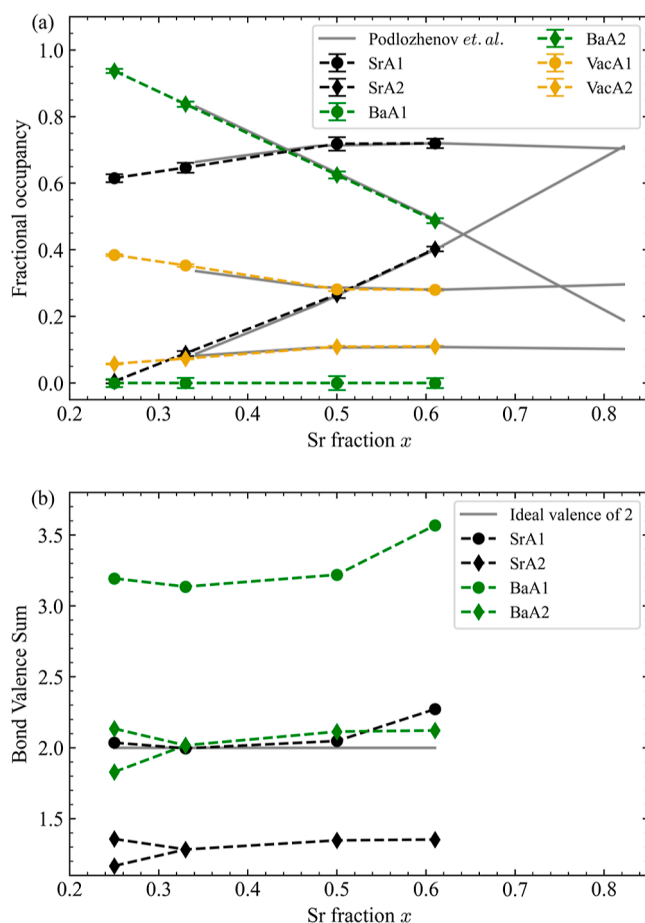 (a)
1.0
0.8
0.6
0.4
0.2
0.0
Fractional occupancy
Podlozhenov et. al.
SrA1
SrA2
BaA1
BaA2
VacA1
VacA2
0.2 0.3 0.4 0.5 0.6 0.7 0.8
Sr fraction x
(b)
3.5
3.0
2.5
2.0
1.5
Bond Valence Sum
Ideal valence of 2
SrA1
SrA2
BaA1
BaA2
0.2 0.3 0.4 0.5 0.6 0.7 0.8
Sr fraction x